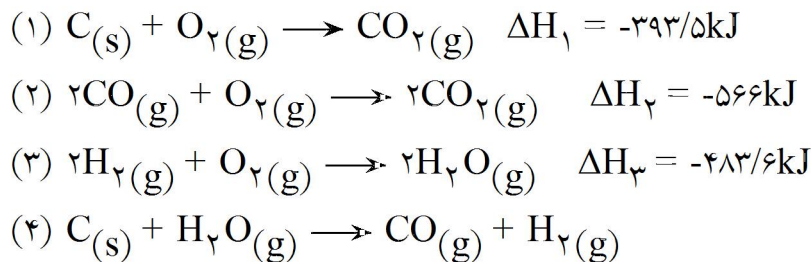 (۱) C(s) + O۲(g) ⟶ CO۲(g) ΔH۱ = -۳۹۳/۵kJ
(۲) ۲CO(g) + O۲(g) ⟶ ۲CO۲(g) ΔH۲ = -۵۶۶kJ
(۳) ۲H۲(g) + O۲(g) ⟶ ۲H۲O(g) ΔH۳ = -۴۸۳/۶kJ
(۴) C(s) + H۲O(g) ⟶ CO(g) + H۲(g)